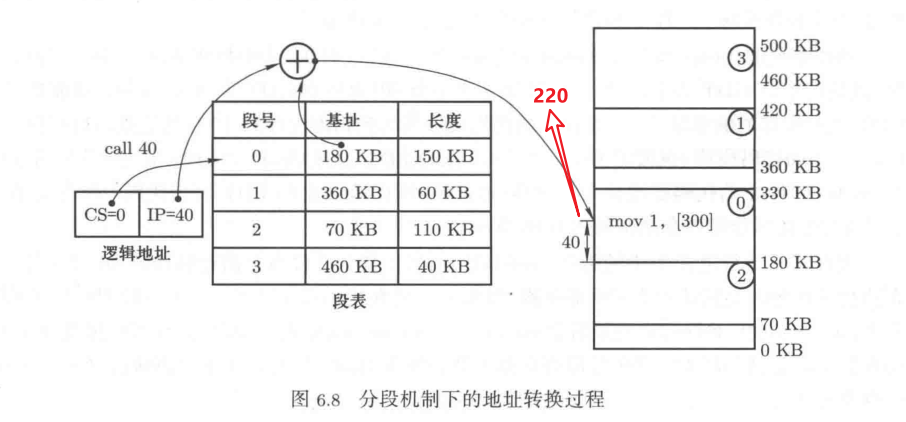 500 KB
③
460 KB
220
420 KB
①
段号 基址 长度
call 40
0 180 KB 150 KB
360 KB
360 KB 60 KB
330 KB
⓪
CS=0 IP=40
mov 1，[300]
2 70 KB 110 KB
40
逻辑地址
180 KB
②
3 460 KB 40 KB
段表
70 KB
0 KB
图 6.8 分段机制下的地址转换过程